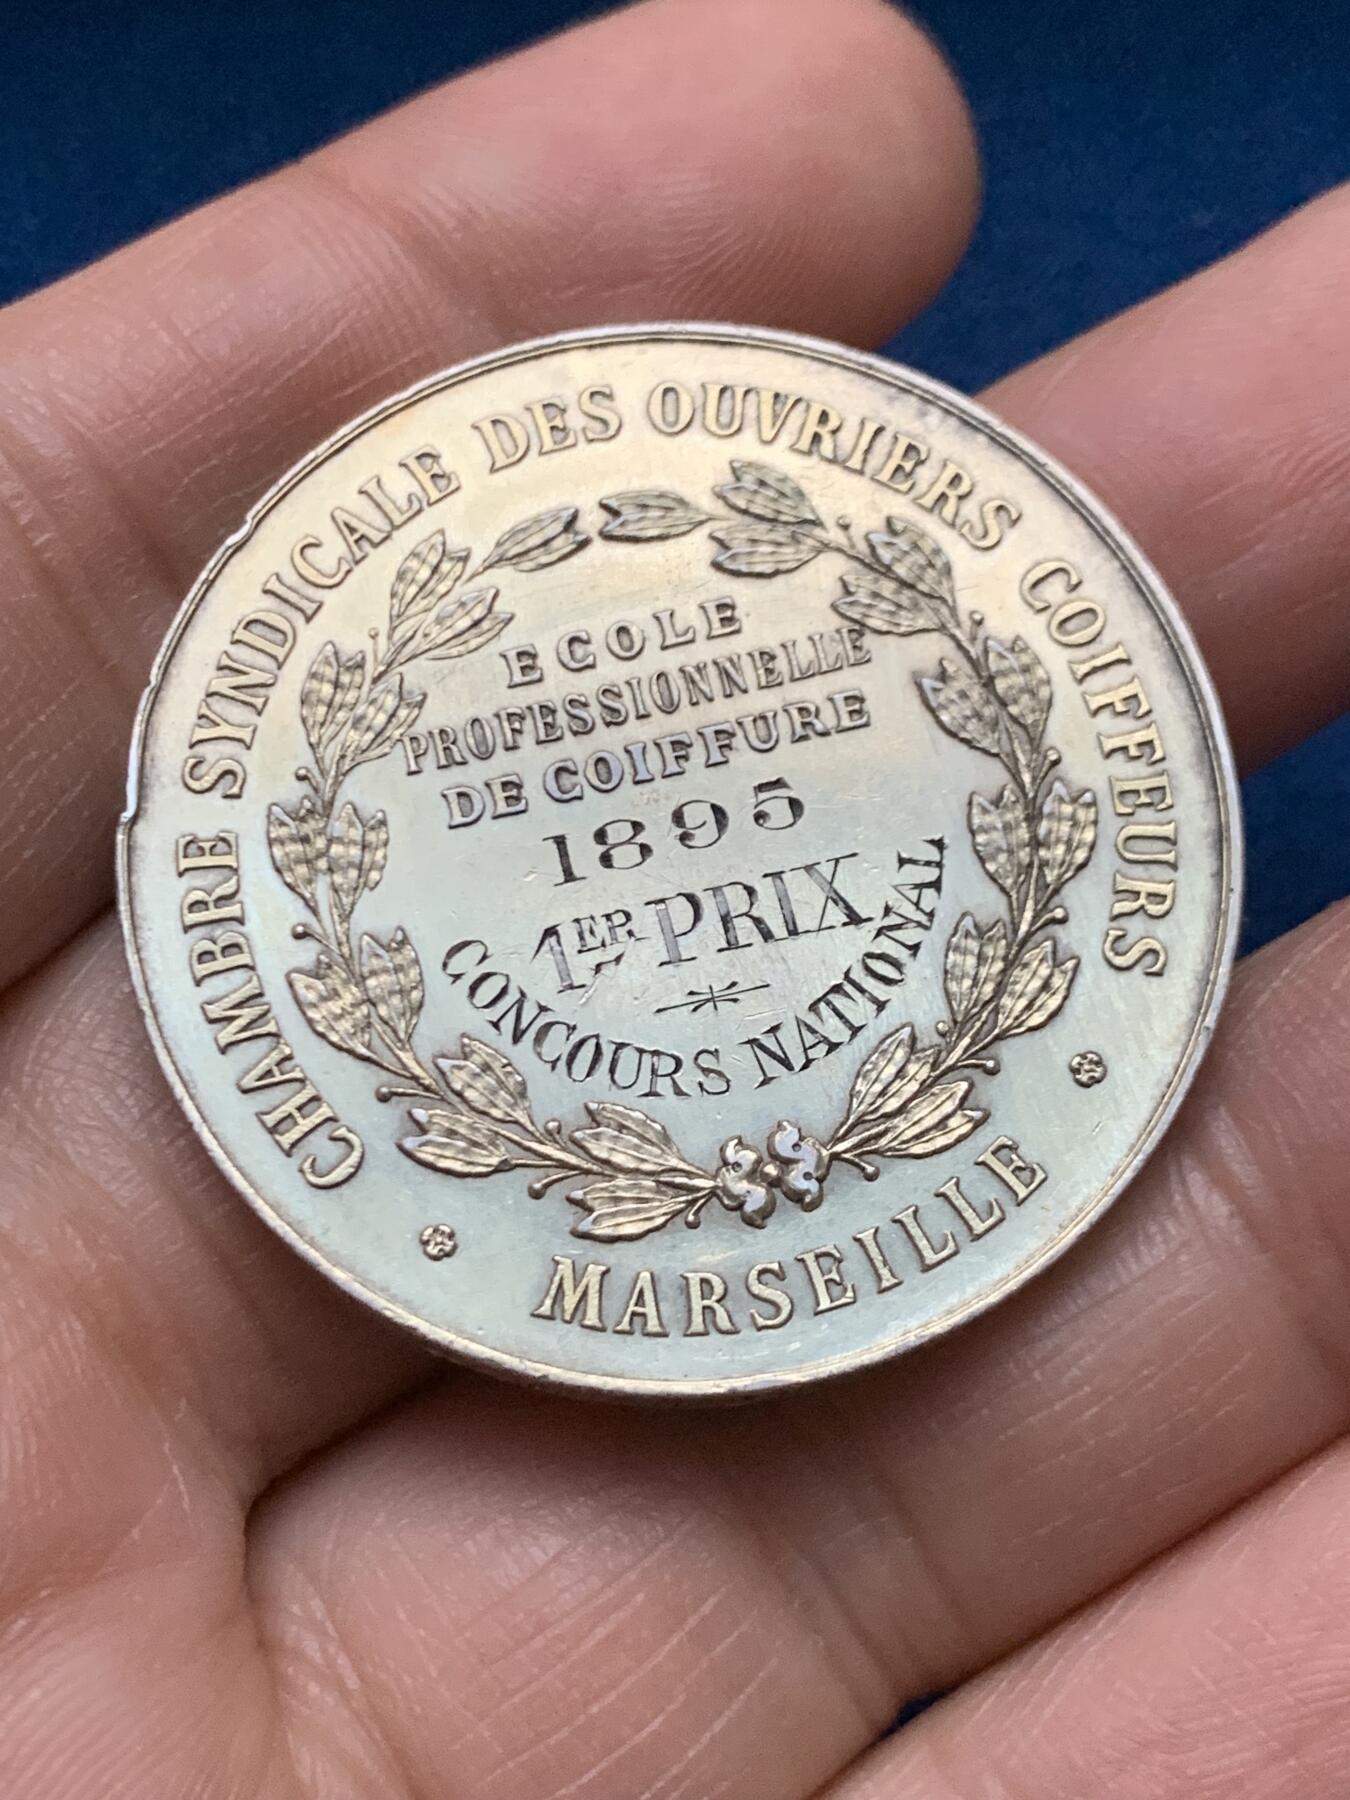 CHAMBRE SYNDICALE DES OUVRIERS COIFFEURS
ECOLE
PROFESSIONNELLE
DE COIFFURE
1895
1ER PRIX
CONCOURS NATIONAL
MARSEILLE